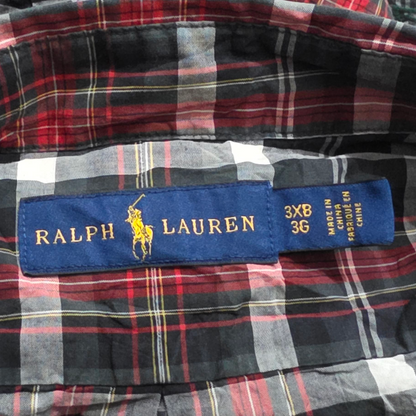 RALPH LAUREN
3XB
3G
MADE IN
CHINA
FABRIQUÉ EN
CHINE